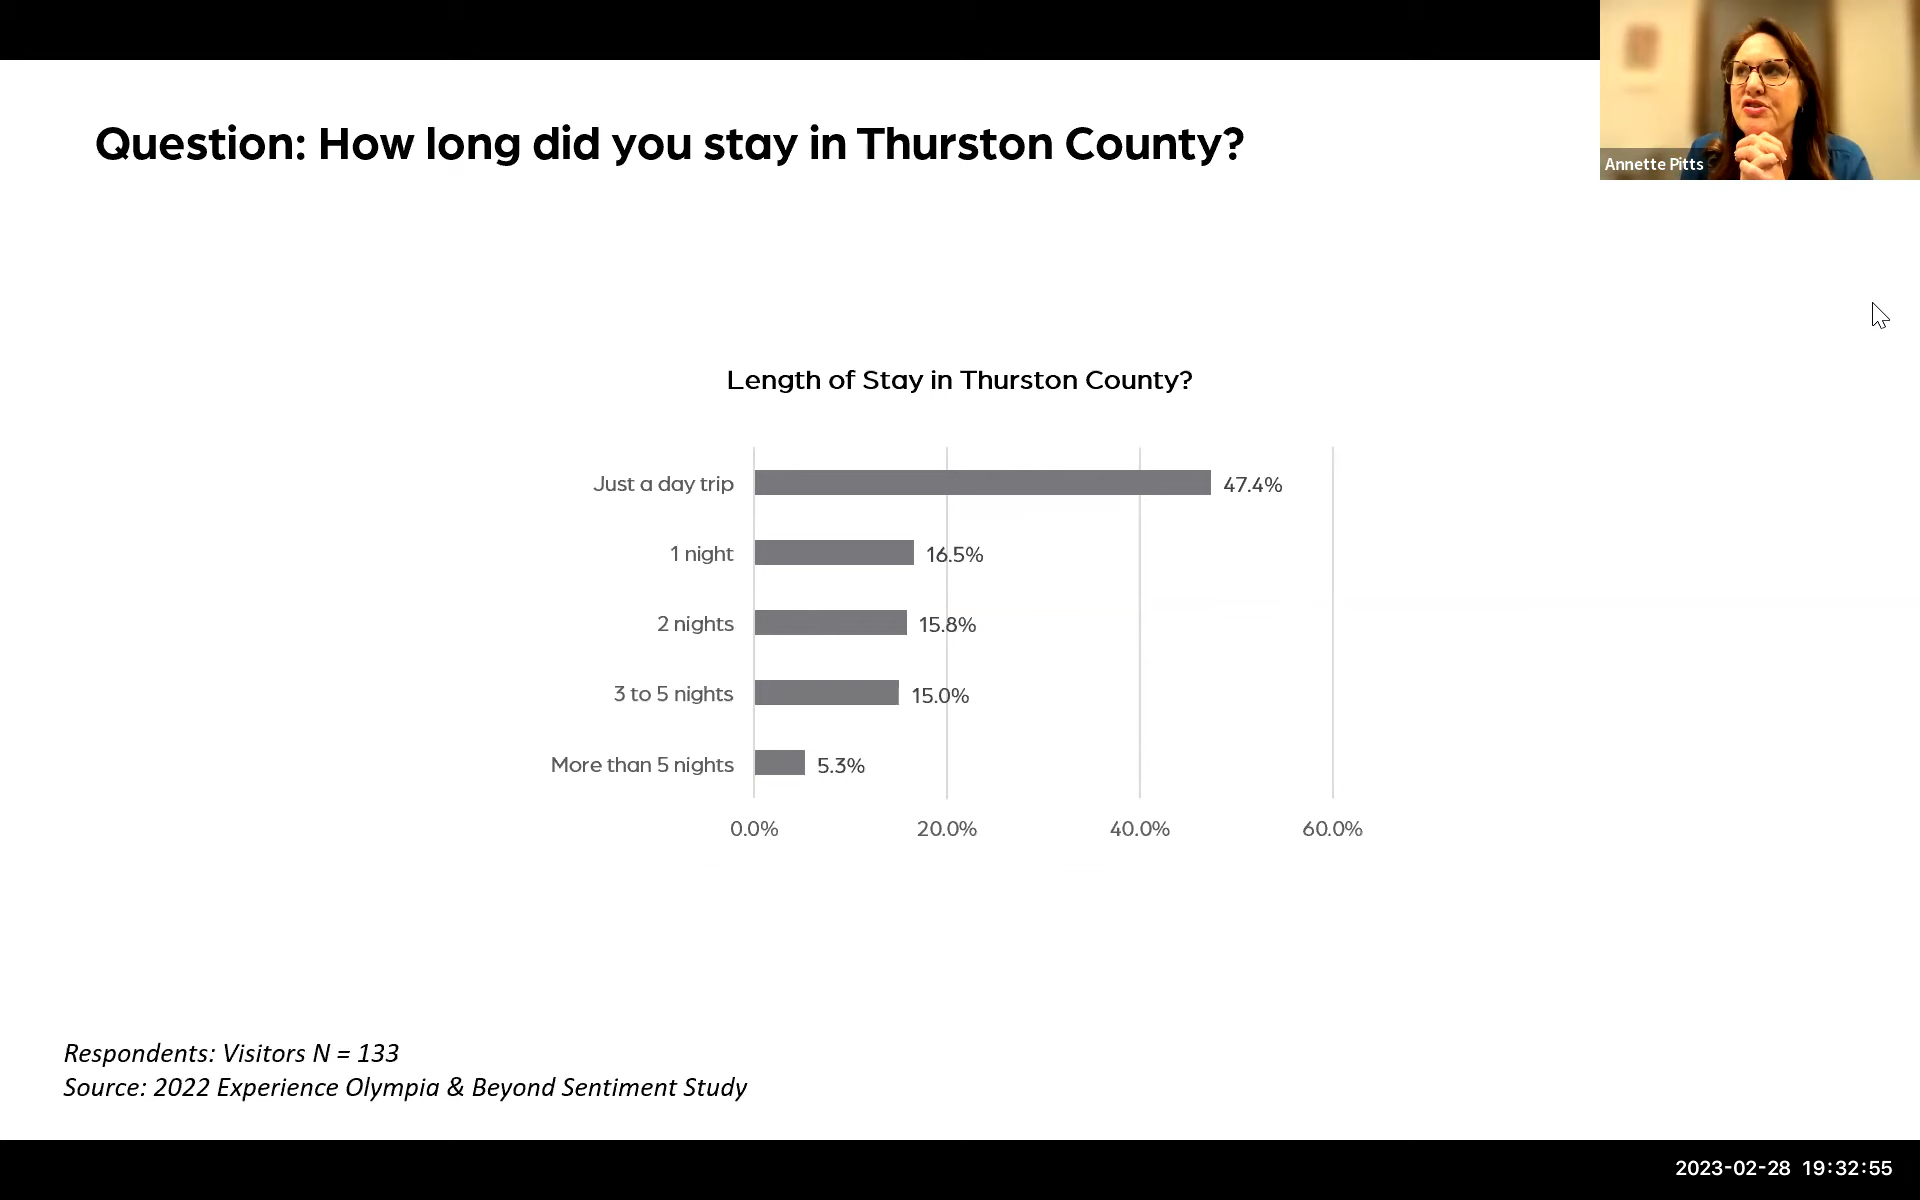 Question: How long did you stay in Thurston County?
Annette Pitts
Length of Stay in Thurston County?
Just a day trip 47.4%
1 night 16.5%
2 nights 15.8%
3 to 5 nights 15.0%
More than 5 nights 5.3%
0.0% 20.0% 40.0% 60.0%
Respondents: Visitors N = 133
Source: 2022 Experience Olympia & Beyond Sentiment Study
2023-02-28 19:32:55